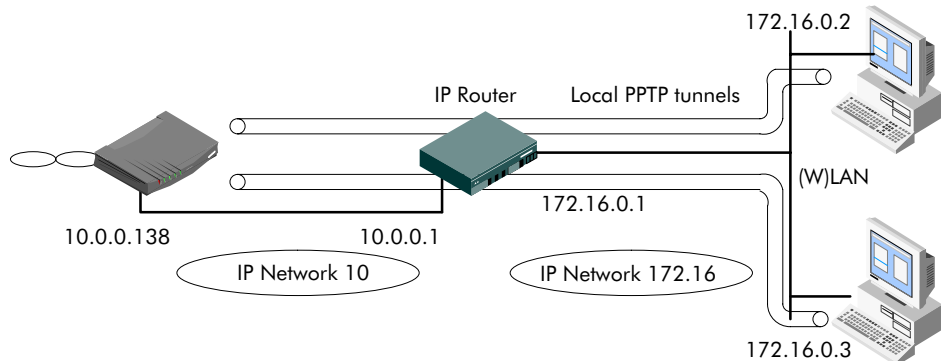 172.16.0.2
IP Router
Local PPTP tunnels
(W)LAN
172.16.0.1
10.0.0.138
10.0.0.1
IP Network 10
IP Network 172.16
172.16.0.3